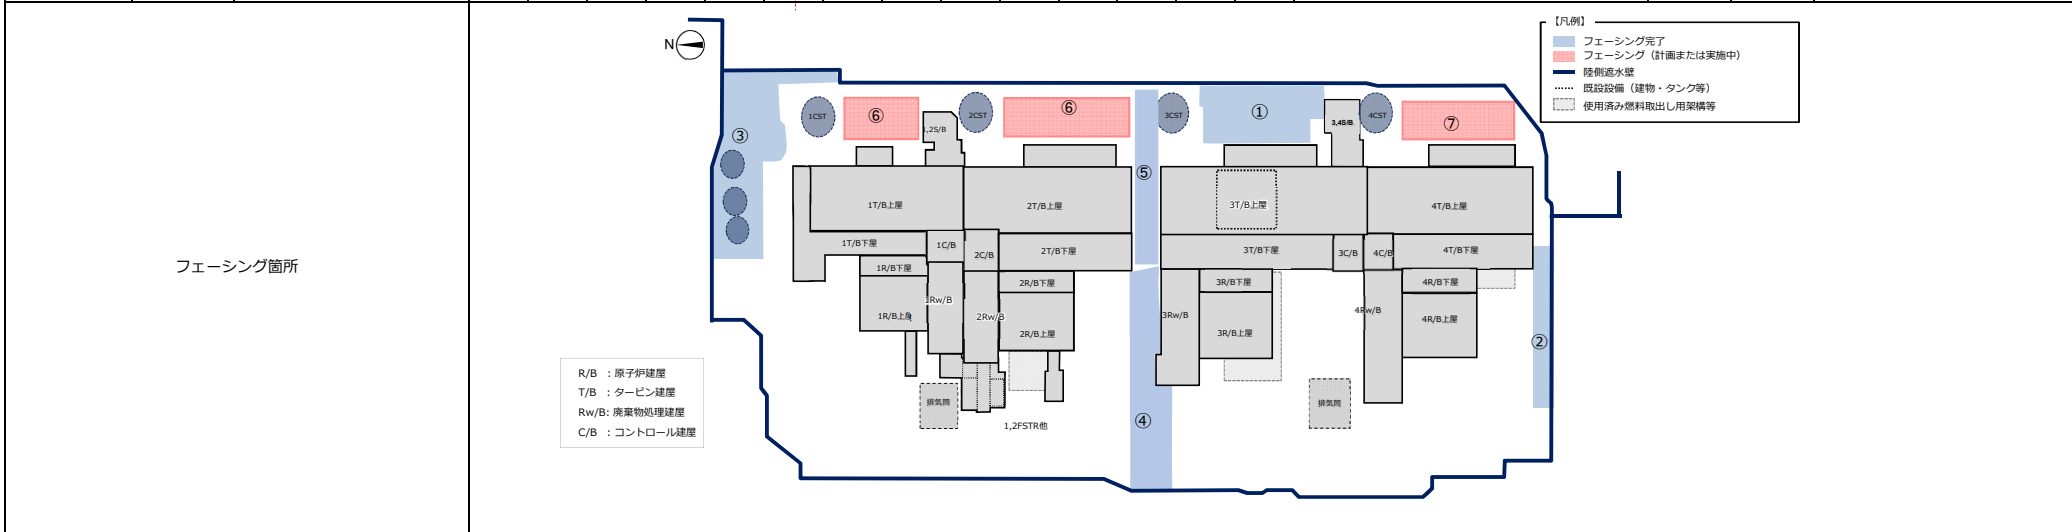 フェーシング箇所
N
【凡例】
フェーシング完了
フェーシング（計画または実施中）
陸側遮水壁
既設設備（建物・タンク等）
使用済み燃料取出し用架構等
③
1CST
⑥
1,2S/B
2CST
⑥
3CST
①
3,4S/B
4CST
⑦
⑤
1T/B上屋
2T/B上屋
3T/B上屋
4T/B上屋
1T/B下屋
1C/B
2C/B
2T/B下屋
3T/B下屋
3C/B
4C/B
4T/B下屋
1R/B下屋
2R/B下屋
3R/B下屋
4R/B下屋
1Rw/B
2Rw/B
3Rw/B
4Rw/B
1R/B上屋
2R/B上屋
3R/B上屋
4R/B上屋
②
④
排気筒
排気筒
1,2FSTR他
R/B ：原子炉建屋
T/B ：タービン建屋
Rw/B：廃棄物処理建屋
C/B ：コントロール建屋